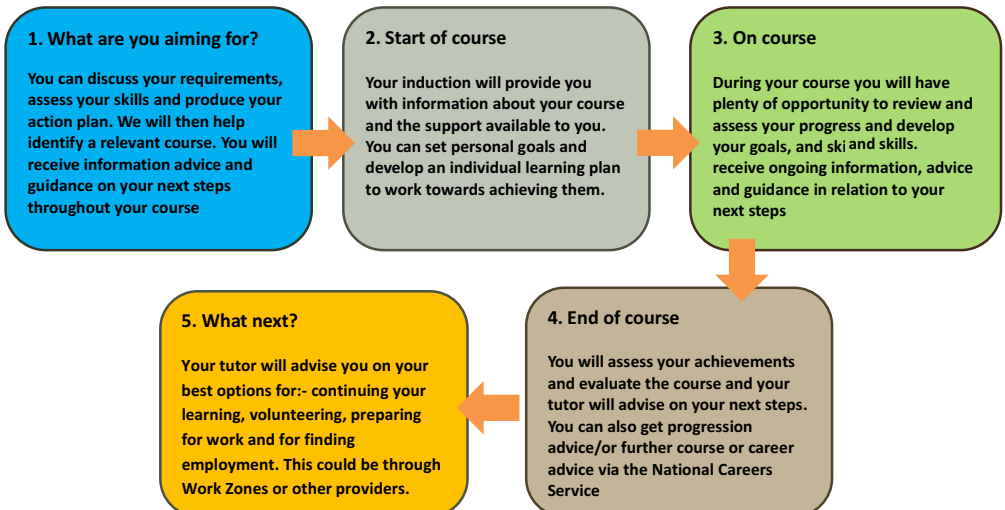 1. What are you aiming for?
You can discuss your requirements,
assess your skills and produce your
action plan. We will then help
identify a relevant course. You will
receive information advice and
guidance on your next steps
throughout your course
2. Start of course
Your induction will provide you
with information about your course
and the support available to you.
You can set personal goals and
develop an individual learning plan
to work towards achieving them.
3. On course
During your course you will have
plenty of opportunity to review and
assess your progress and develop
your goals, and ski and skills.
receive ongoing information, advice
and guidance in relation to your
next steps
4. End of course
You will assess your achievements
and evaluate the course and your
tutor will advise on your next steps.
You can also get progression
advice/or further course or career
advice via the National Careers
Service
5. What next?
Your tutor will advise you on your
best options for:- continuing your
learning, volunteering, preparing
for work and for finding
employment. This could be through
Work Zones or other providers.